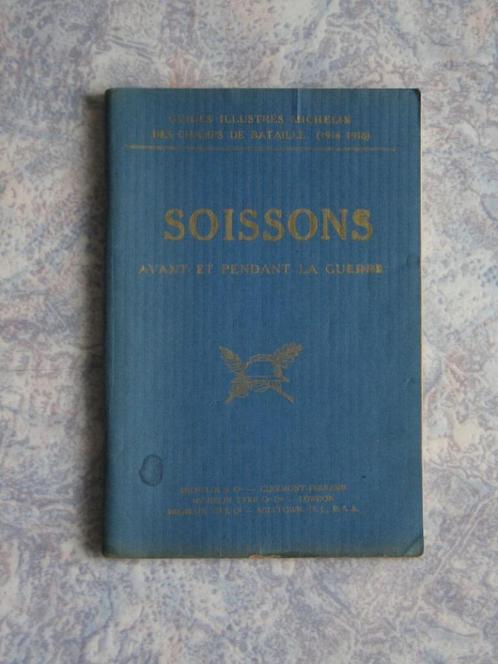 GUIDES ILLUSTRÉS MICHELIN
DES CHAMPS DE BATAILLE (1914-1918)
SOISSONS
AVANT ET PENDANT LA GUERRE
MICHELIN & Cie — CLERMONT-FERRAND
MICHELIN TYRE Co Ltd — LONDON
MICHELIN TIRE Co — MILLTOWN, N. J., U. S. A.